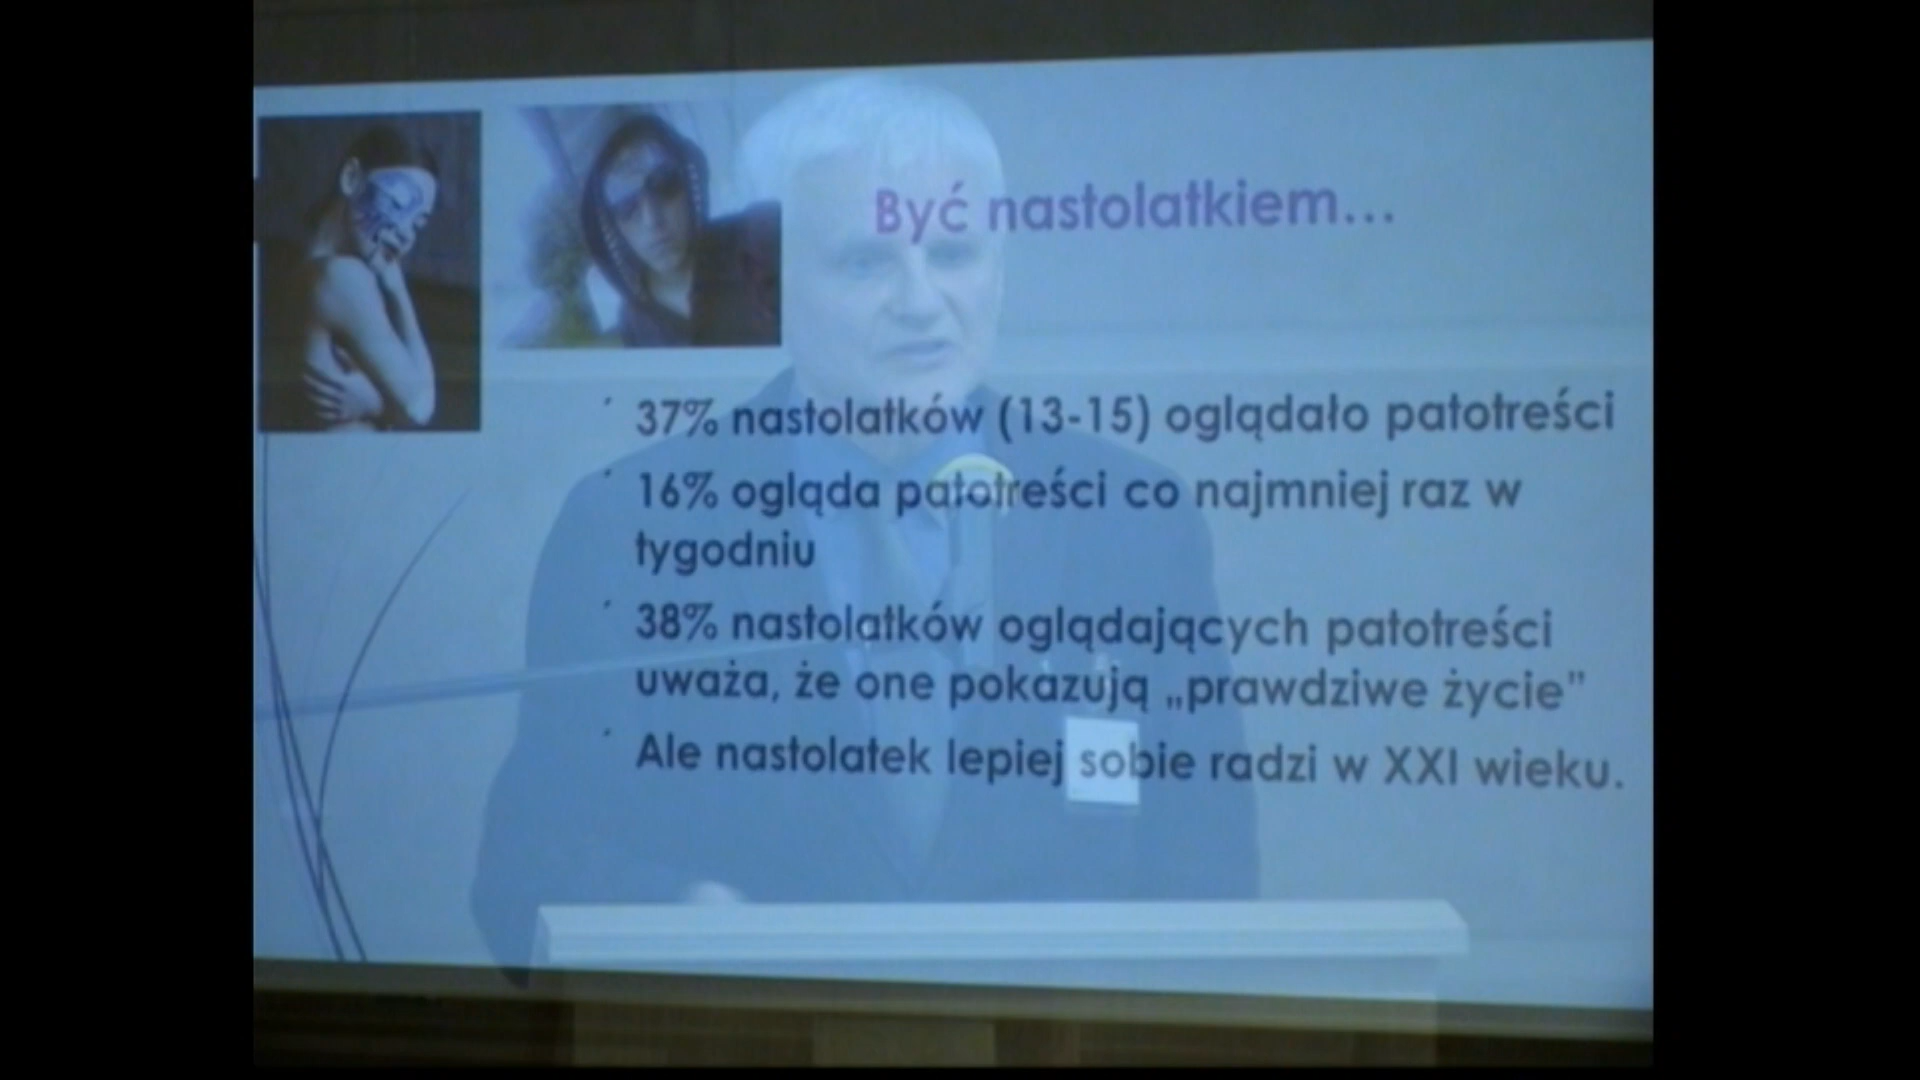 Być nastolatkiem...
37% nastolatków (13-15) oglądało patotreści
16% ogląda patotreści co najmniej raz w
tygodniu
38% nastolatków oglądających patotreści
uważa, że one pokazują „prawdziwe życie”
Ale nastolatek lepiej sobie radzi w XXI wieku.